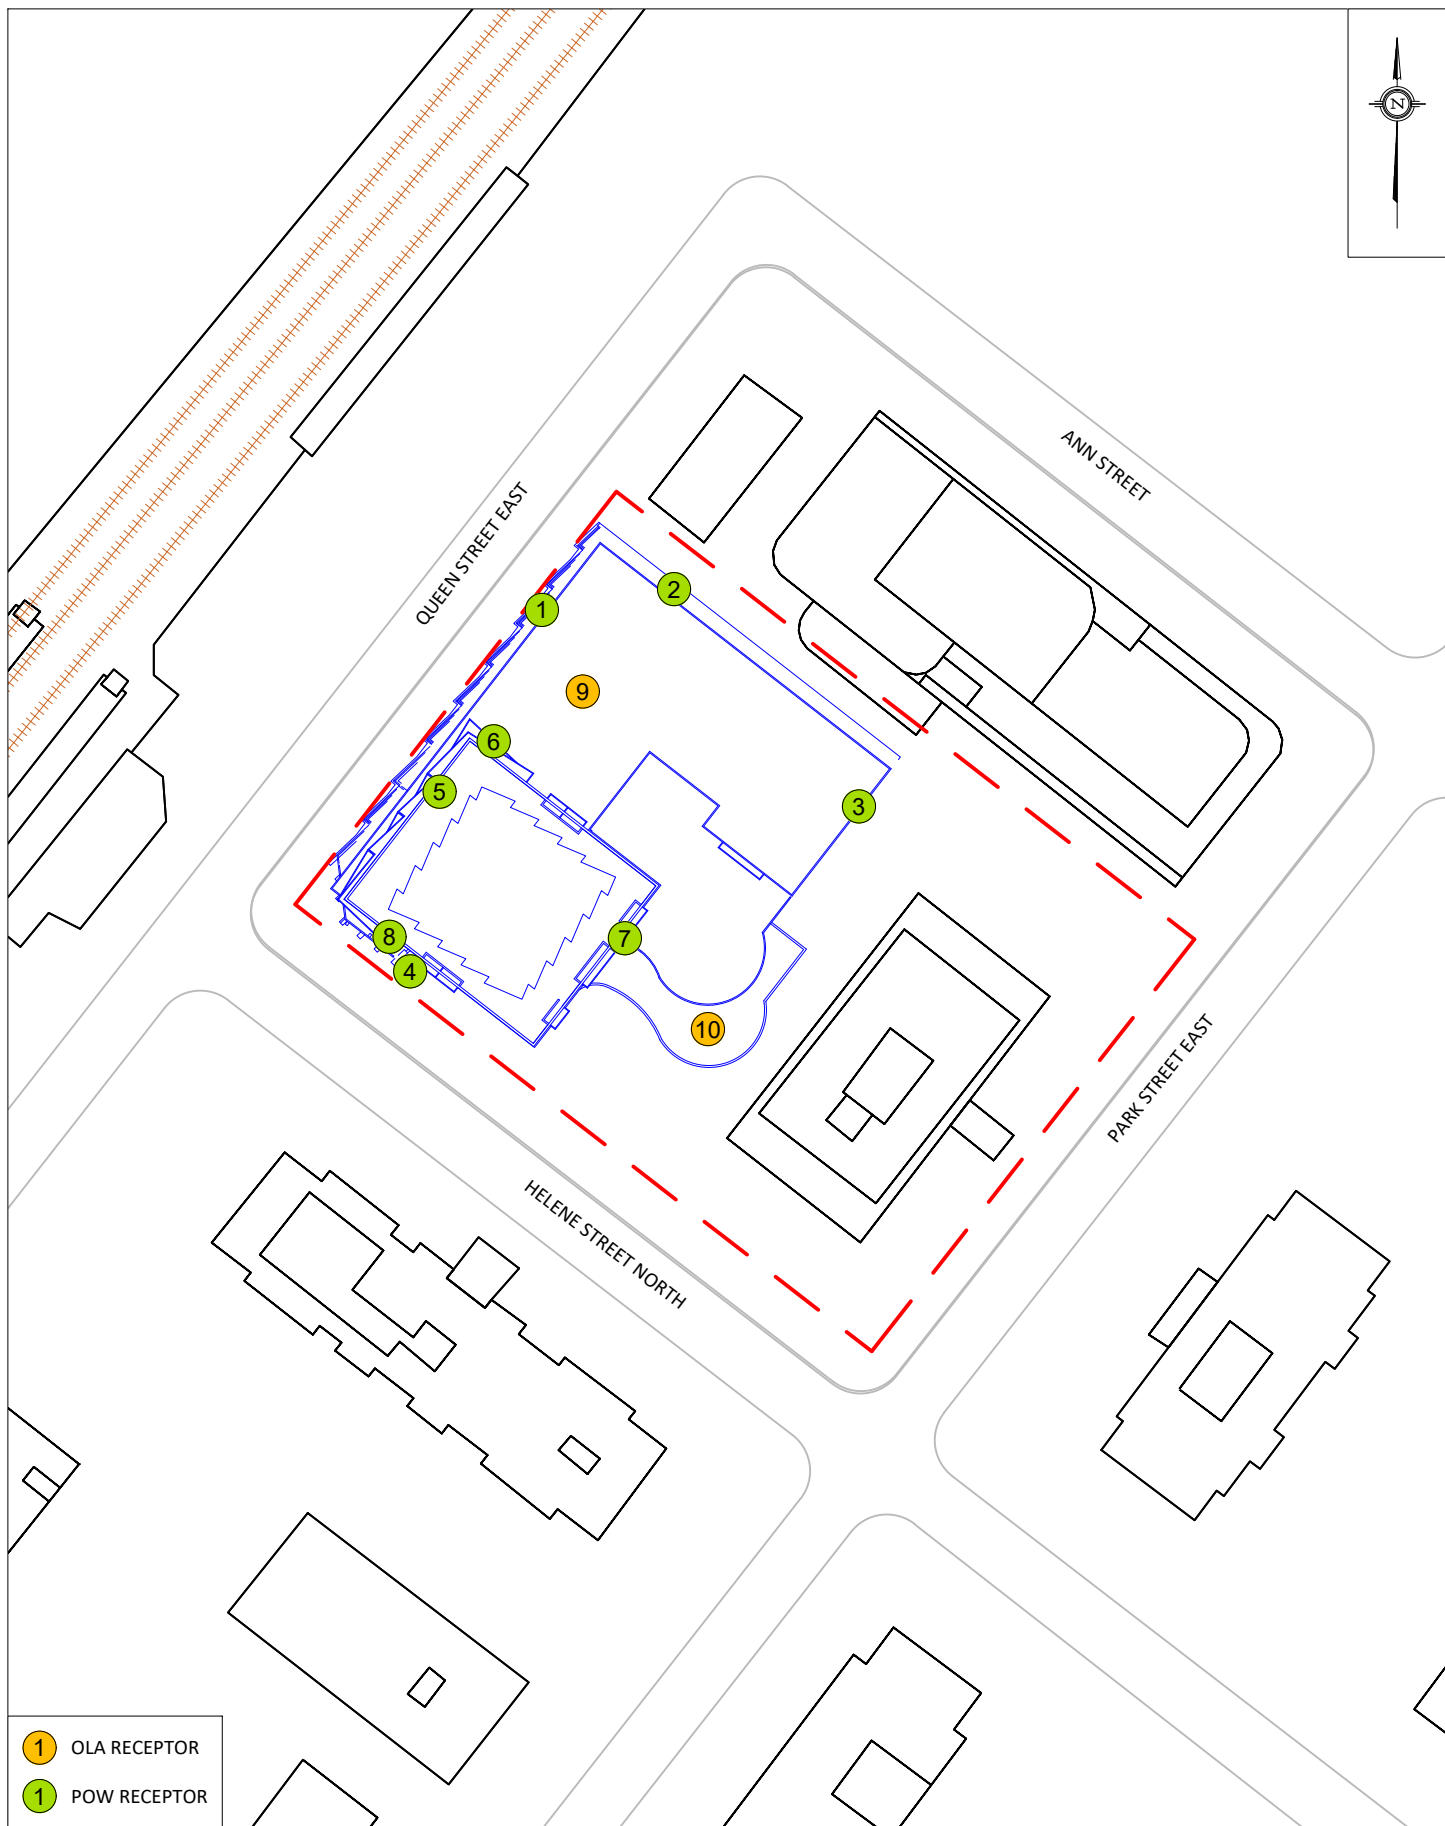 N
ANN STREET
QUEEN STREET EAST
2
1
9
6
5
3
7
8
4
10
PARK STREET EAST
HELENE STREET NORTH
1 OLA RECEPTOR
1 POW RECEPTOR